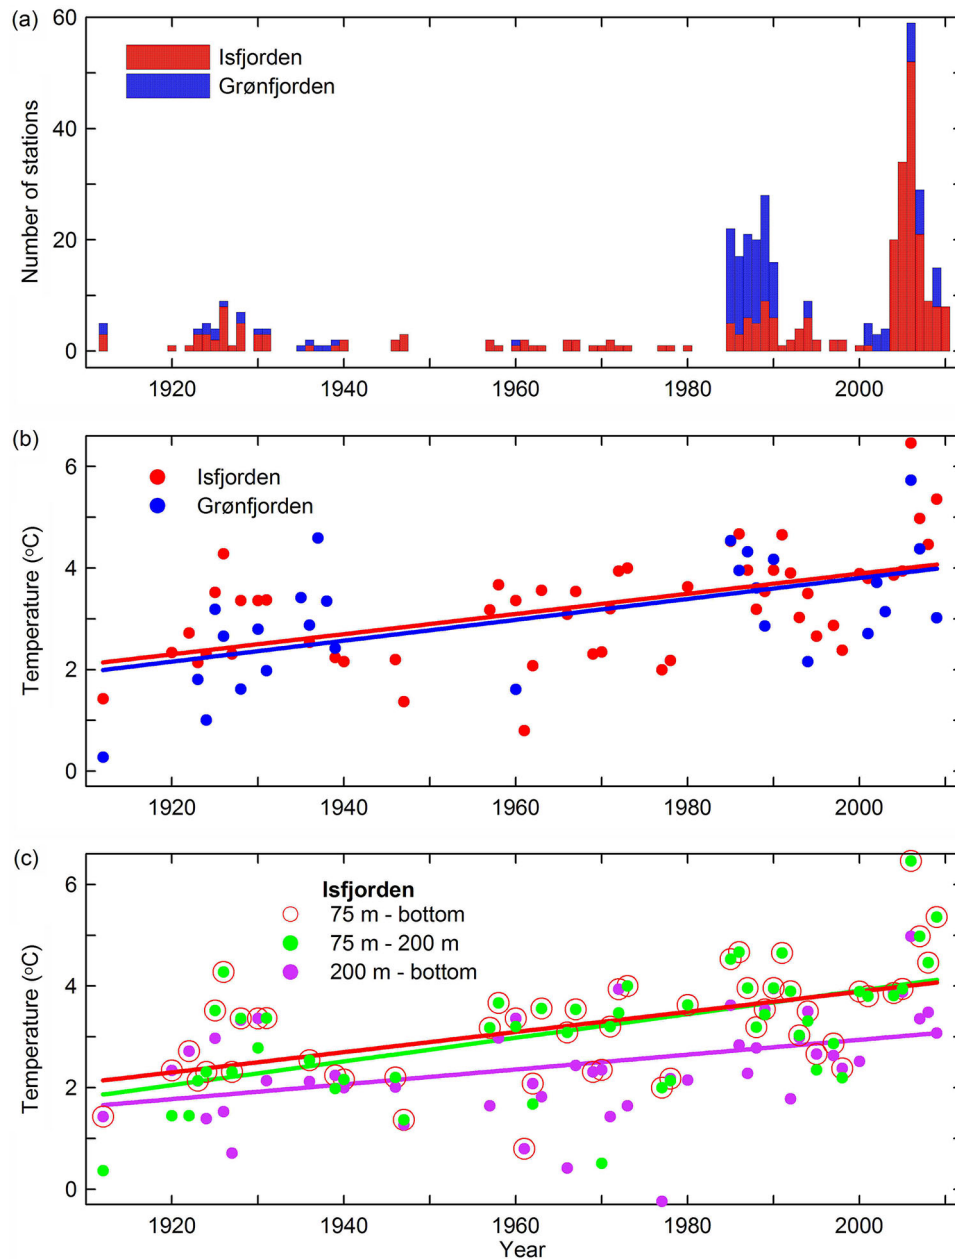 (a)
60
40
20
0
Number of stations
Isfjorden
Grønfjorden
1920 1940 1960 1980 2000
(b)
6
4
2
0
Temperature (oC)
Isfjorden
Grønfjorden
1920 1940 1960 1980 2000
(c)
6
4
2
0
Temperature (oC)
Isfjorden
75 m - bottom
75 m - 200 m
200 m - bottom
1920 1940 1960 1980 2000
Year